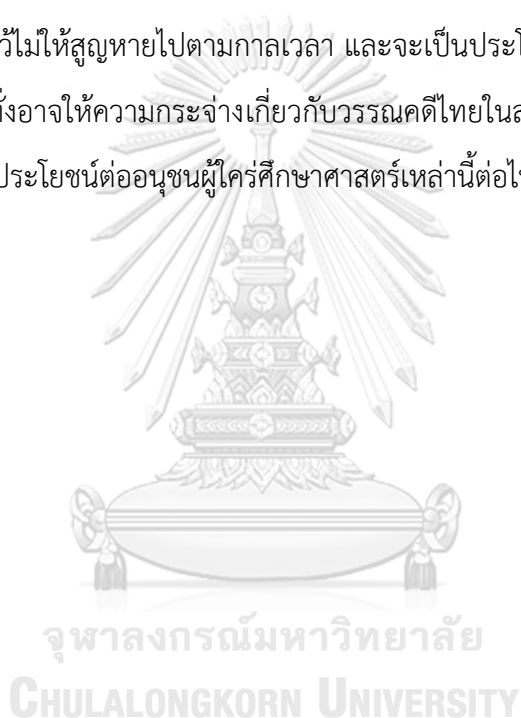 ว้ไม่ให้สูญหายไปตามกาลเวลา และจะเป็นประโ
ทั้งอาจให้ความกระจ่างเกี่ยวกับวรรณคดีไทยในส
ประโยชน์ต่ออนุชนผู้ใคร่ศึกษาศาสตร์เหล่านี้ต่อไป
จุฬาลงกรณ์มหาวิทยาลัย
CHULALONGKORN UNIVERSITY